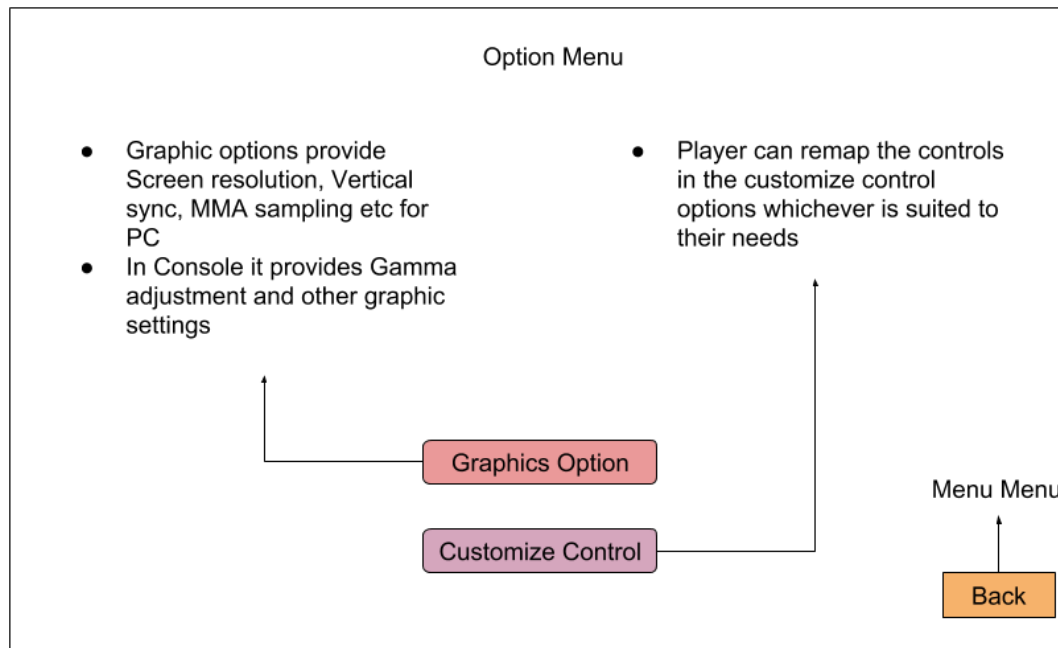 Option Menu
● Graphic options provide
Screen resolution, Vertical
sync, MMA sampling etc for
PC
● In Console it provides Gamma
adjustment and other graphic
settings
● Player can remap the controls
in the customize control
options whichever is suited to
their needs
Graphics Option
Customize Control
Menu Menu
Back